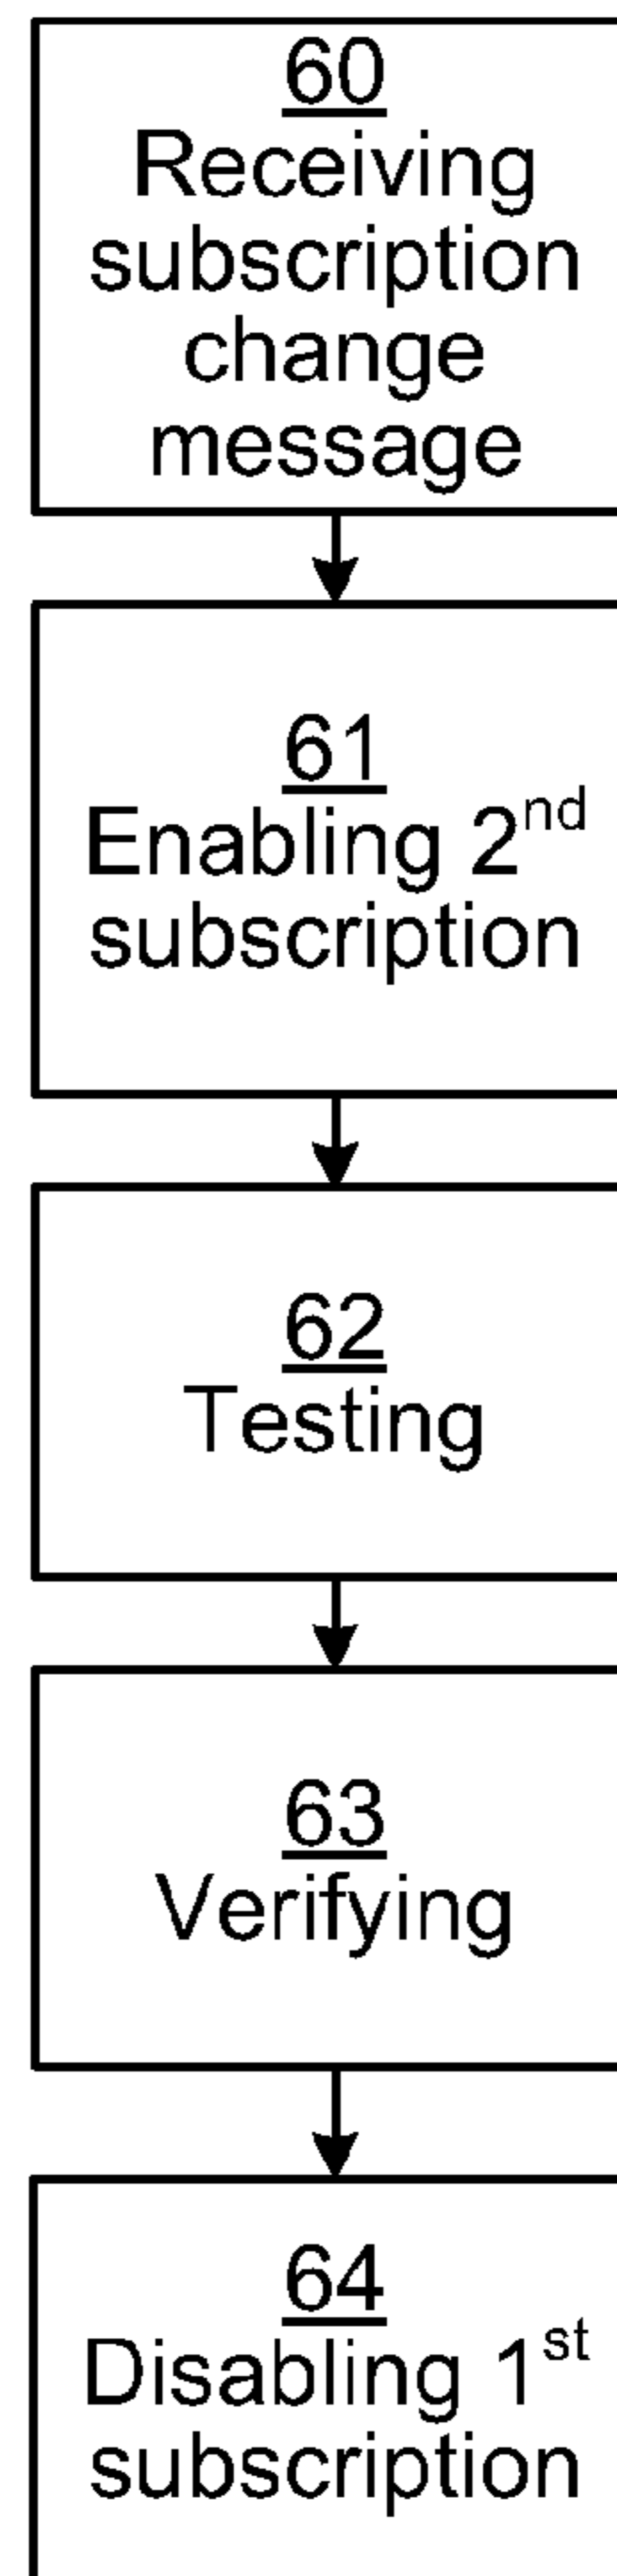 60
Receiving
subscription
change
message
61
Enabling 2nd
subscription
62
Testing
63
Verifying
64
Disabling 1st
subscription